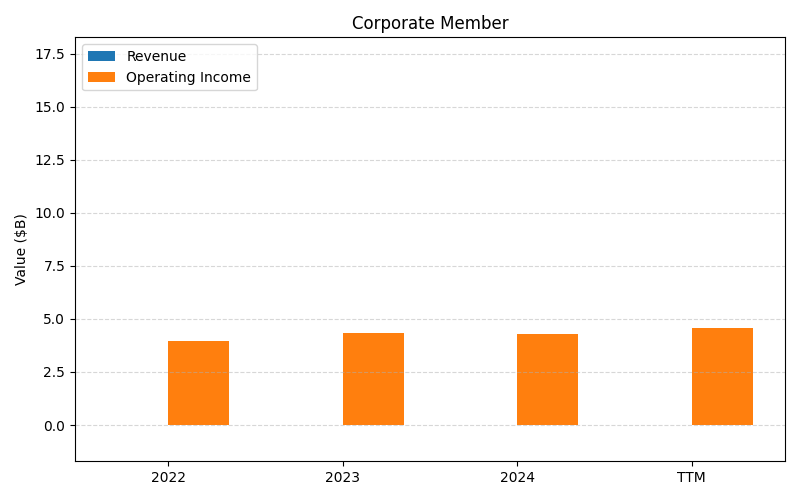 Corporate Member
Revenue
Operating Income
Value ($B)
17.5
15.0
12.5
10.0
7.5
5.0
2.5
0.0
2022 2023 2024 TTM